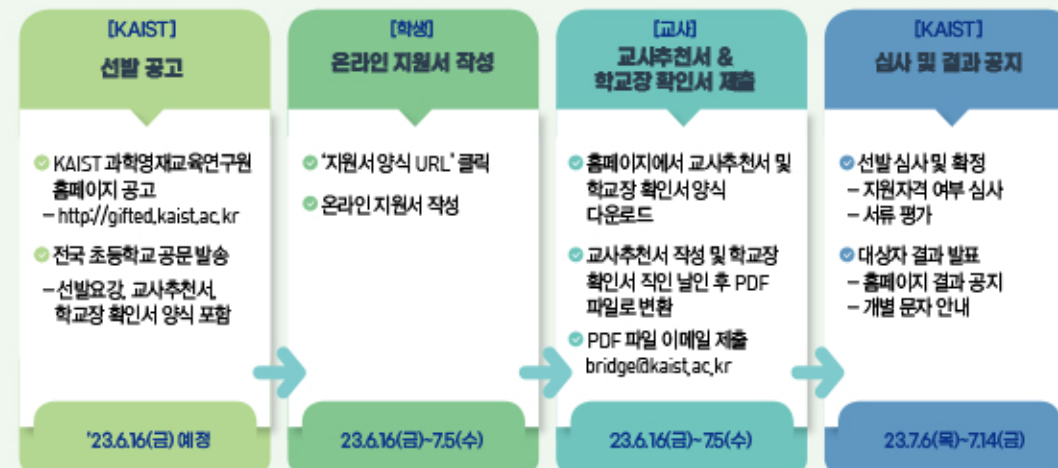 [KAIST]
선발 공고
KAIST 과학영재교육연구원
홈페이지 공고
– http://gifted.kaist.ac.kr
전국 초등학교 공문 발송
– 선발요강, 교사추천서,
학교장 확인서 양식 포함
'23.6.16(금) 예정
[학생]
온라인 지원서 작성
'지원서 양식 URL' 클릭
온라인 지원서 작성
23.6.16(금)~7.5(수)
[교사]
교사추천서 &
학교장 확인서 제출
홈페이지에서 교사추천서 및
학교장 확인서 양식
다운로드
교사추천서 작성 및 학교장
확인서 직인 날인 후 PDF
파일로 변환
PDF 파일 이메일 제출
bridge@kaist.ac.kr
23.6.16(금)~7.5(수)
[KAIST]
심사 및 결과 공지
선발 심사 및 확정
– 지원자격 여부 심사
– 서류 평가
대상자 결과 발표
– 홈페이지 결과 공지
– 개별 문자 안내
23.7.6(목)~7.14(금)